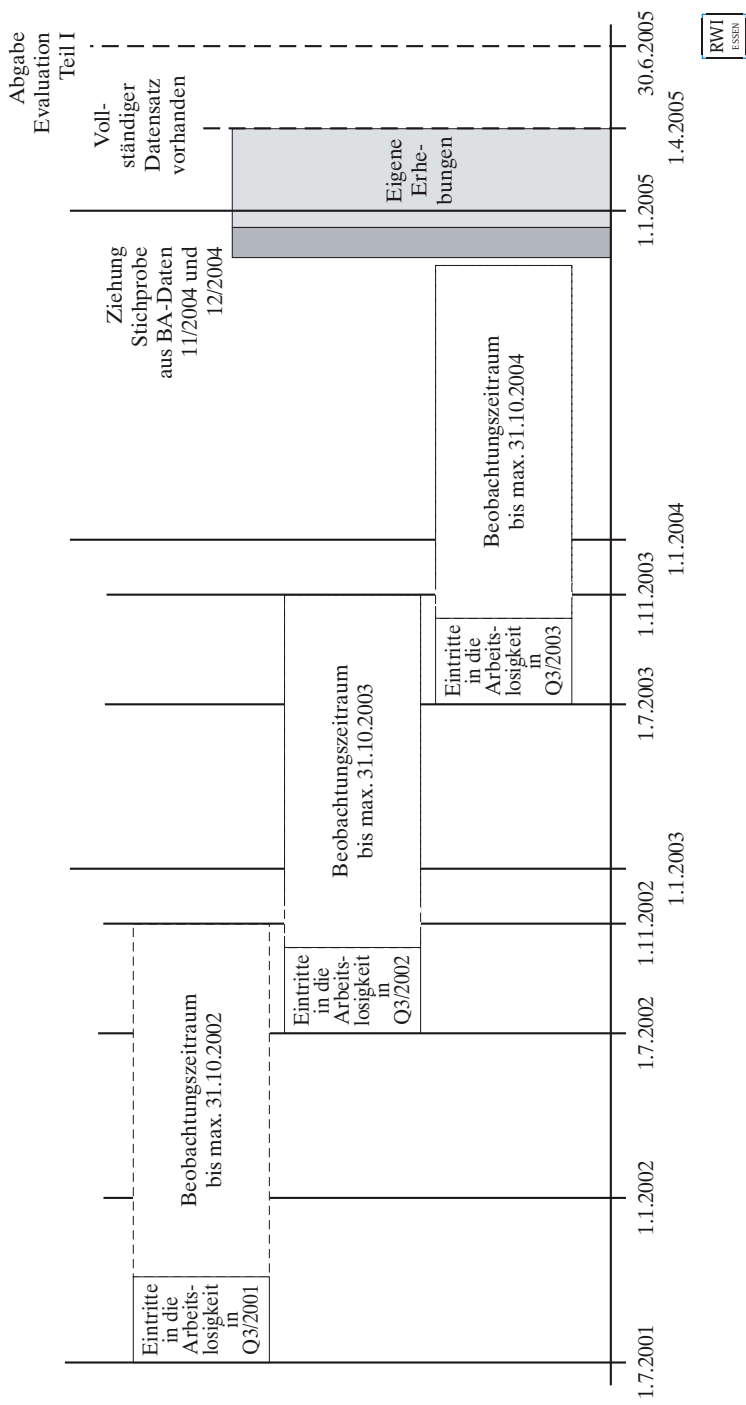 Abgabe
Evaluation
Teil I
Voll-
ständiger
Datensatz
vorhanden
Ziehung
Stichprobe
aus BA-Daten
11/2004 und
12/2004
Eigene
Erhe-
bungen
Eintritte
in die
Arbeits-
losigkeit
in
Q3/2001
Beobachtungszeitraum
bis max. 31.10.2002
Eintritte
in die
Arbeits-
losigkeit
in
Q3/2002
Beobachtungszeitraum
bis max. 31.10.2003
Eintritte
in die
Arbeits-
losigkeit
in
Q3/2003
Beobachtungszeitraum
bis max. 31.10.2004
1.7.2001
1.1.2002
1.7.2002
1.11.2002
1.1.2003
1.7.2003
1.11.2003
1.1.2004
1.1.2005
1.4.2005
30.6.2005
RWI
ESSEN